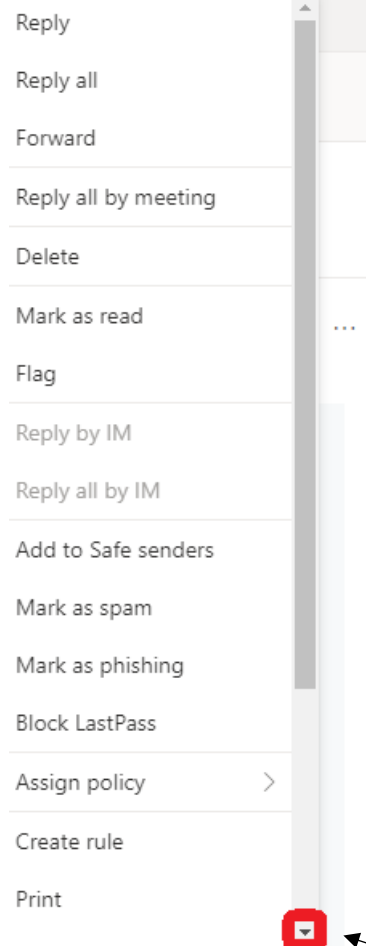 Reply
Reply all
Forward
Reply all by meeting
Delete
Mark as read
Flag
Reply by IM
Reply all by IM
Add to Safe senders
Mark as spam
Mark as phishing
Block LastPass
Assign policy
Create rule
Print